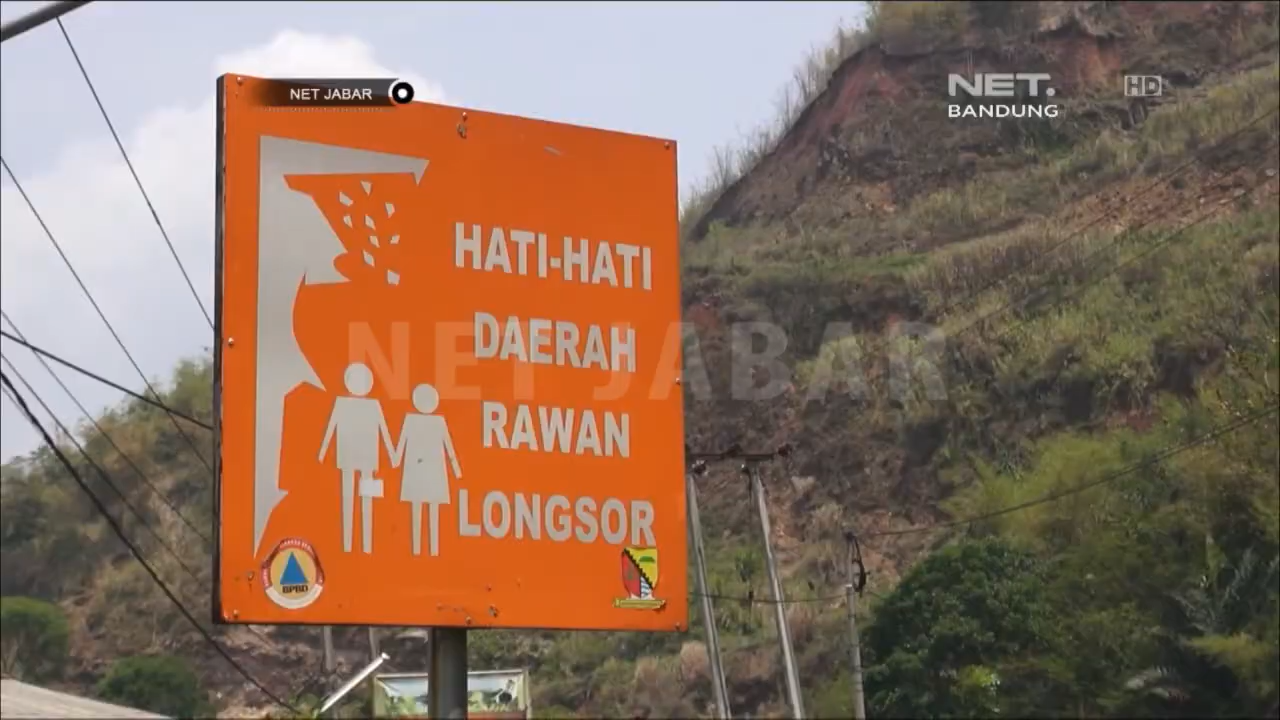 NET JABAR
NET.
HD
BANDUNG
HATI-HATI
DAERAH
RAWAN
LONGSOR
NET JABAR
BPBD